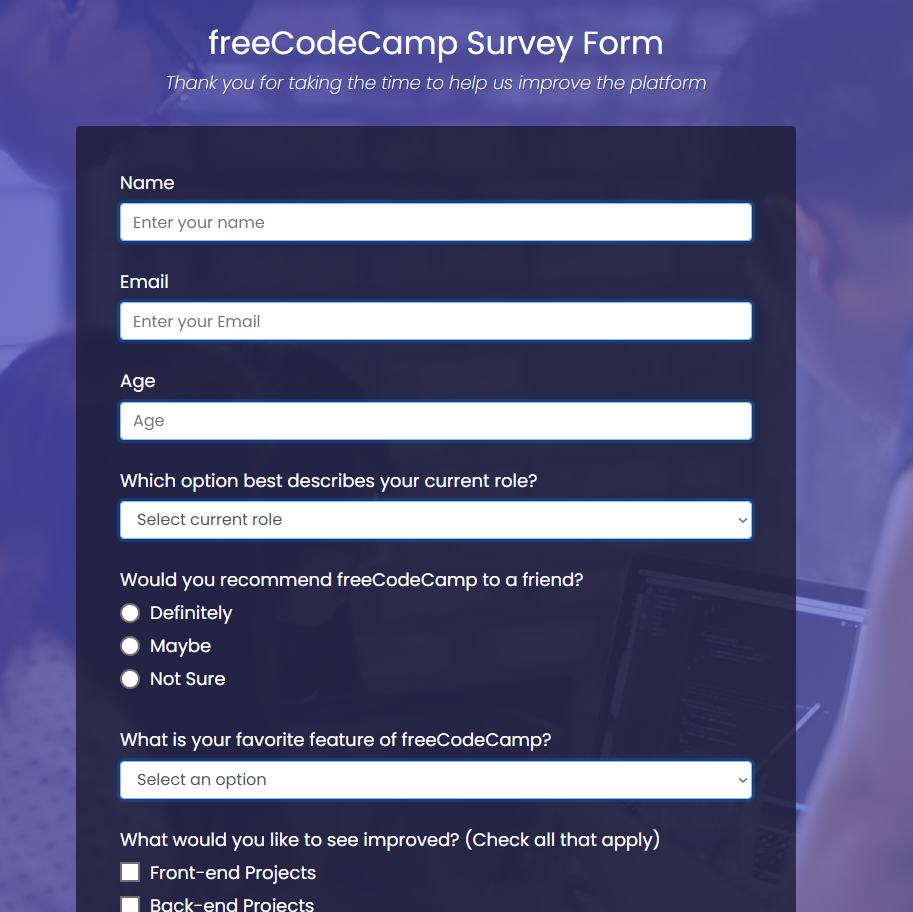 freeCodeCamp Survey Form
Thank you for taking the time to help us improve the platform
Name
Enter your name
Email
Enter your Email
Age
Age
Which option best describes your current role?
Select current role
Would you recommend freeCodeCamp to a friend?
Definitely
Maybe
Not Sure
What is your favorite feature of freeCodeCamp?
Select an option
What would you like to see improved? (Check all that apply)
Front-end Projects
Back-end Projects